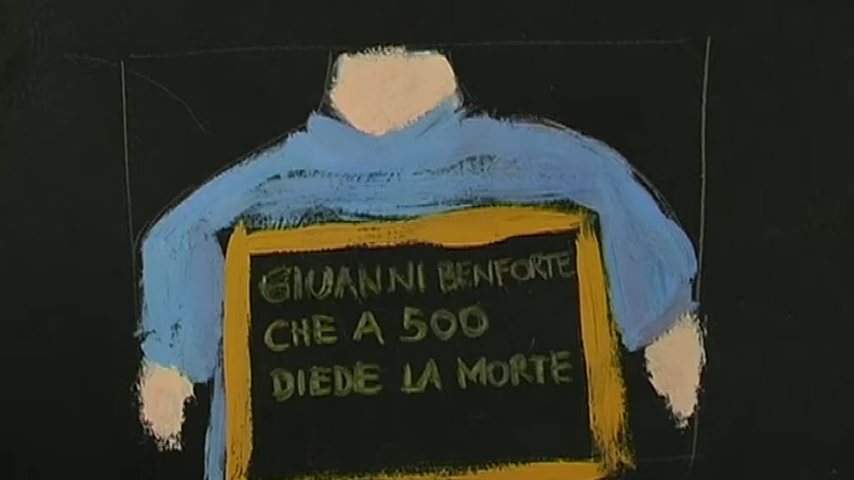 GIUANNI BENFORTE
CHE A 500
DIEDE LA MORTE